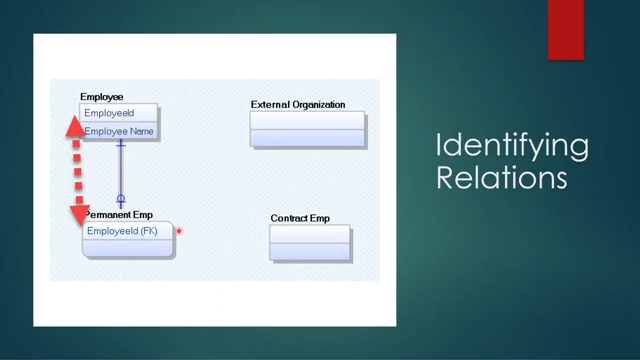 Employee
EmployeeId
Employee Name
Permanent Emp
EmployeeId (FK)
External Organization
Contract Emp
Identifying
Relations